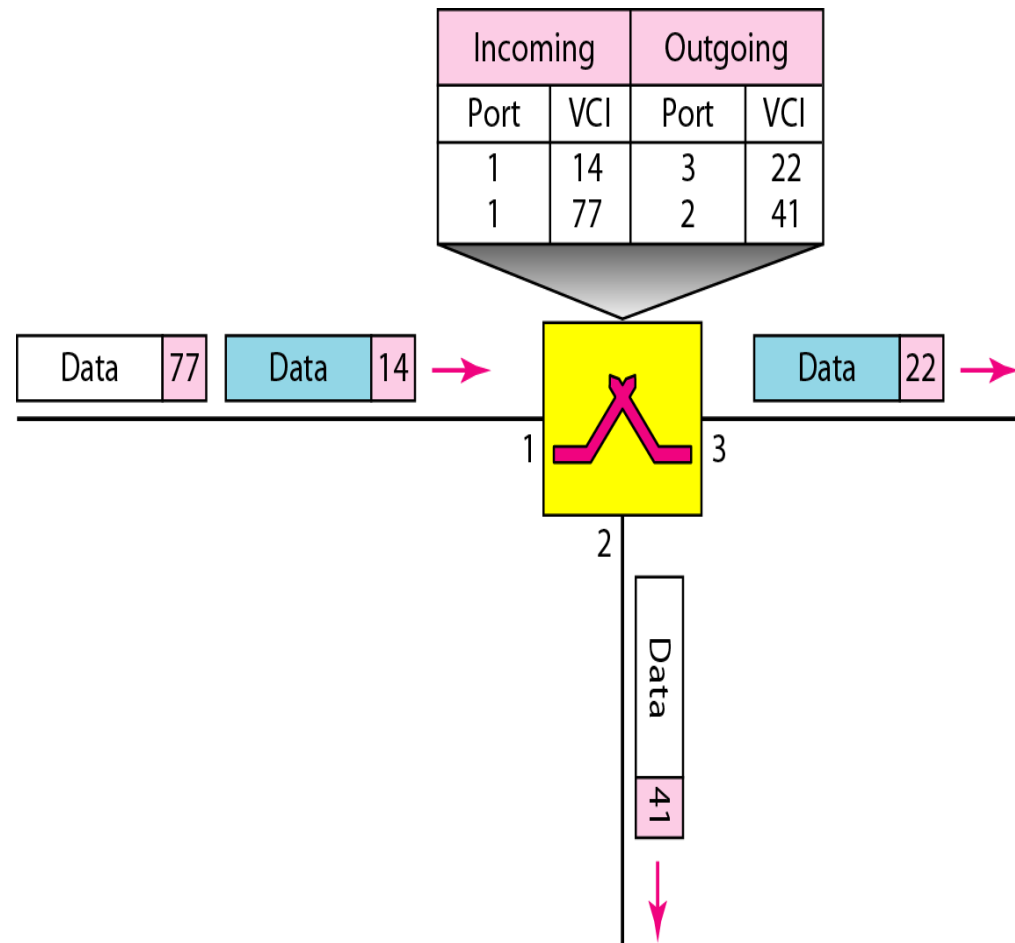 Incoming Outgoing
Port VCI Port VCI
1 14 3 22
1 77 2 41
Data 77 Data 14 Data 22
1 3
2
Data 41